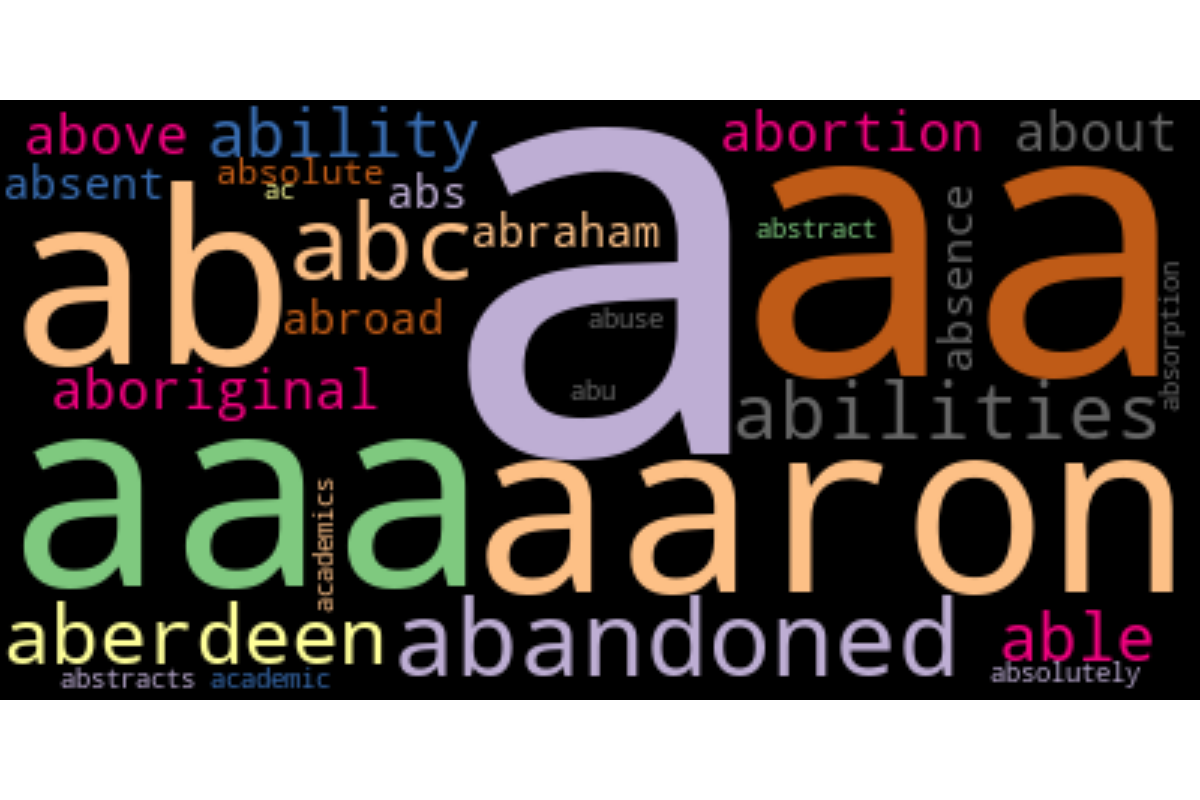 above
ability
abortion
about
absent
absolute
ac
abs
a
aa
ab
abc
abraham
abstract
absence
absorption
abroad
abuse
aboriginal
abu
abilities
aaa
academics
aaron
aberdeen
abandoned
able
abstracts
academic
absolutely